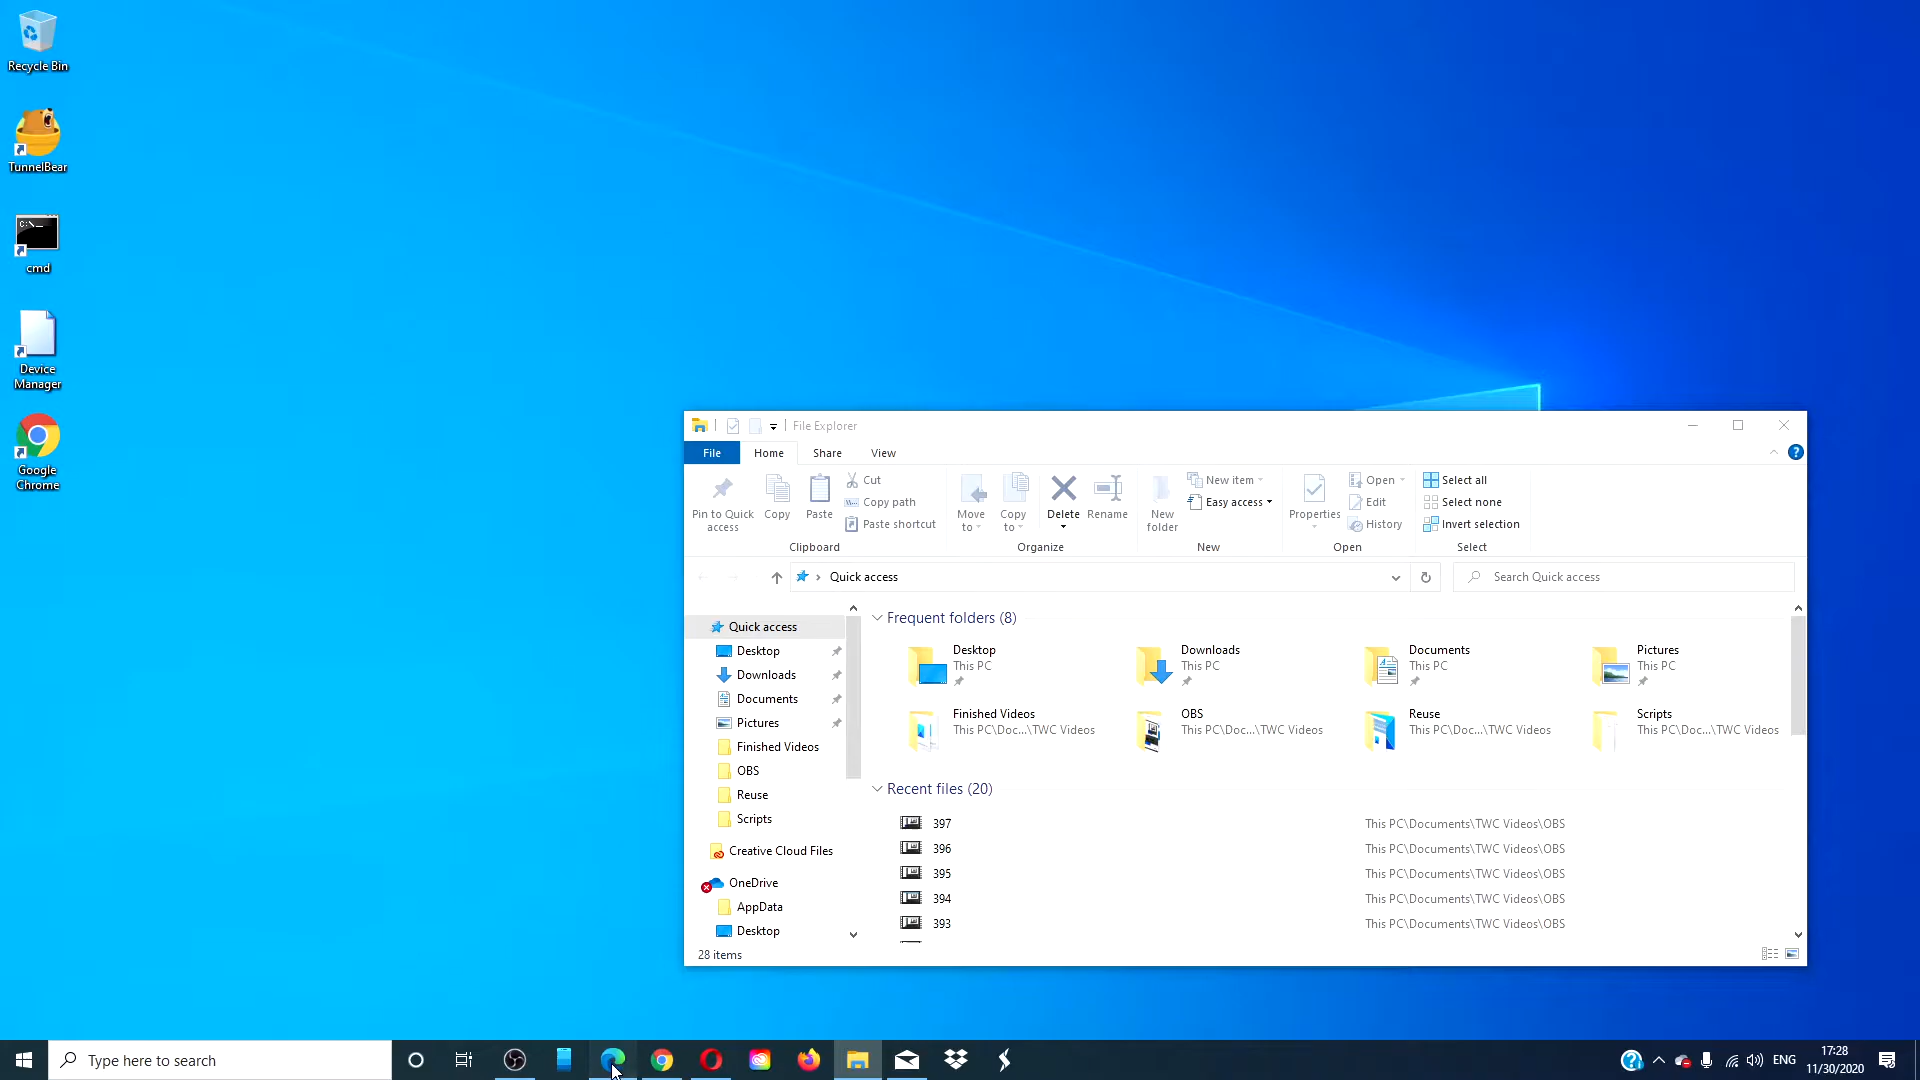 Recycle Bin
TunnelBear
C:\_
cmd
Device
Manager
Google
Chrome
File Explorer
File
Home
Share
View
Pin to Quick
access
Copy
Paste
Cut
Copy path
Paste shortcut
Clipboard
Move
to
Copy
to
Delete
Rename
Organize
New
folder
New item
Easy access
New
Properties
Open
Edit
History
Open
Select all
Select none
Invert selection
Select
Quick access
Search Quick access
Quick access
Desktop
Downloads
Documents
Pictures
Finished Videos
OBS
Reuse
Scripts
Creative Cloud Files
OneDrive
AppData
Desktop
Frequent folders (8)
Desktop
This PC
Downloads
This PC
Documents
This PC
Pictures
This PC
Finished Videos
This PC\Doc...\TWC Videos
OBS
This PC\Doc...\TWC Videos
Reuse
This PC\Doc...\TWC Videos
Scripts
This PC\Doc...\TWC Videos
Recent files (20)
397 This PC\Documents\TWC Videos\OBS
396 This PC\Documents\TWC Videos\OBS
395 This PC\Documents\TWC Videos\OBS
394 This PC\Documents\TWC Videos\OBS
393 This PC\Documents\TWC Videos\OBS
28 items
Type here to search
ENG
17:28
11/30/2020